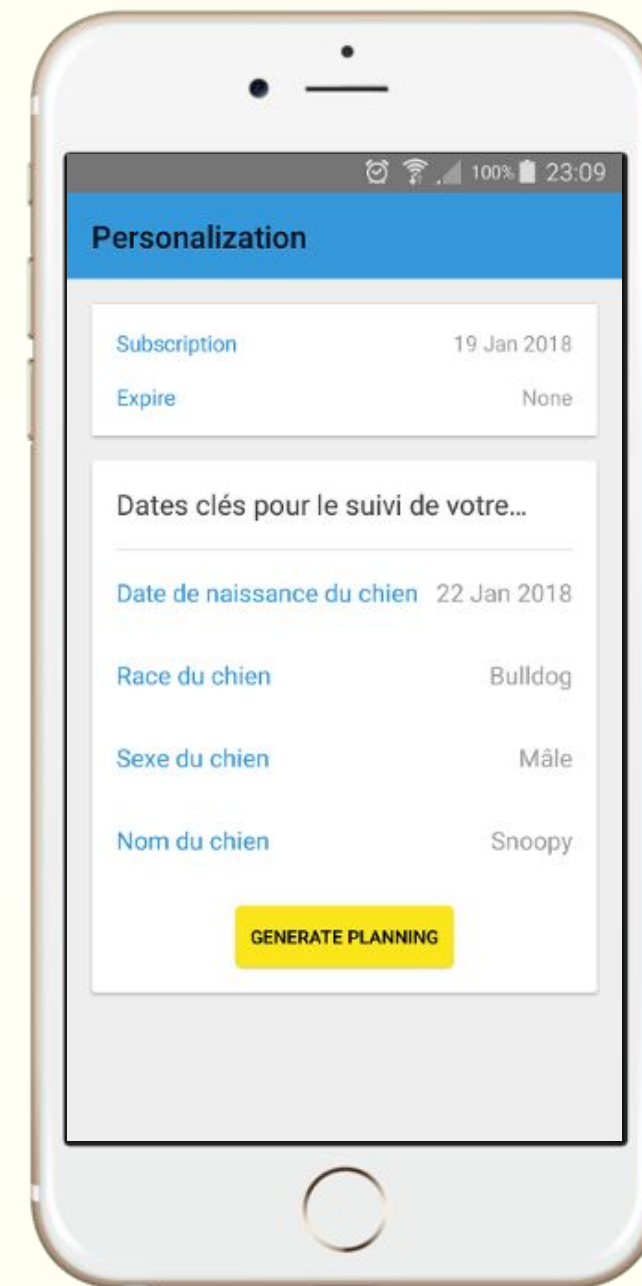 100% 23:09
Personalization
Subscription 19 Jan 2018
Expire None
Dates clés pour le suivi de votre...
Date de naissance du chien 22 Jan 2018
Race du chien Bulldog
Sexe du chien Mâle
Nom du chien Snoopy
GENERATE PLANNING